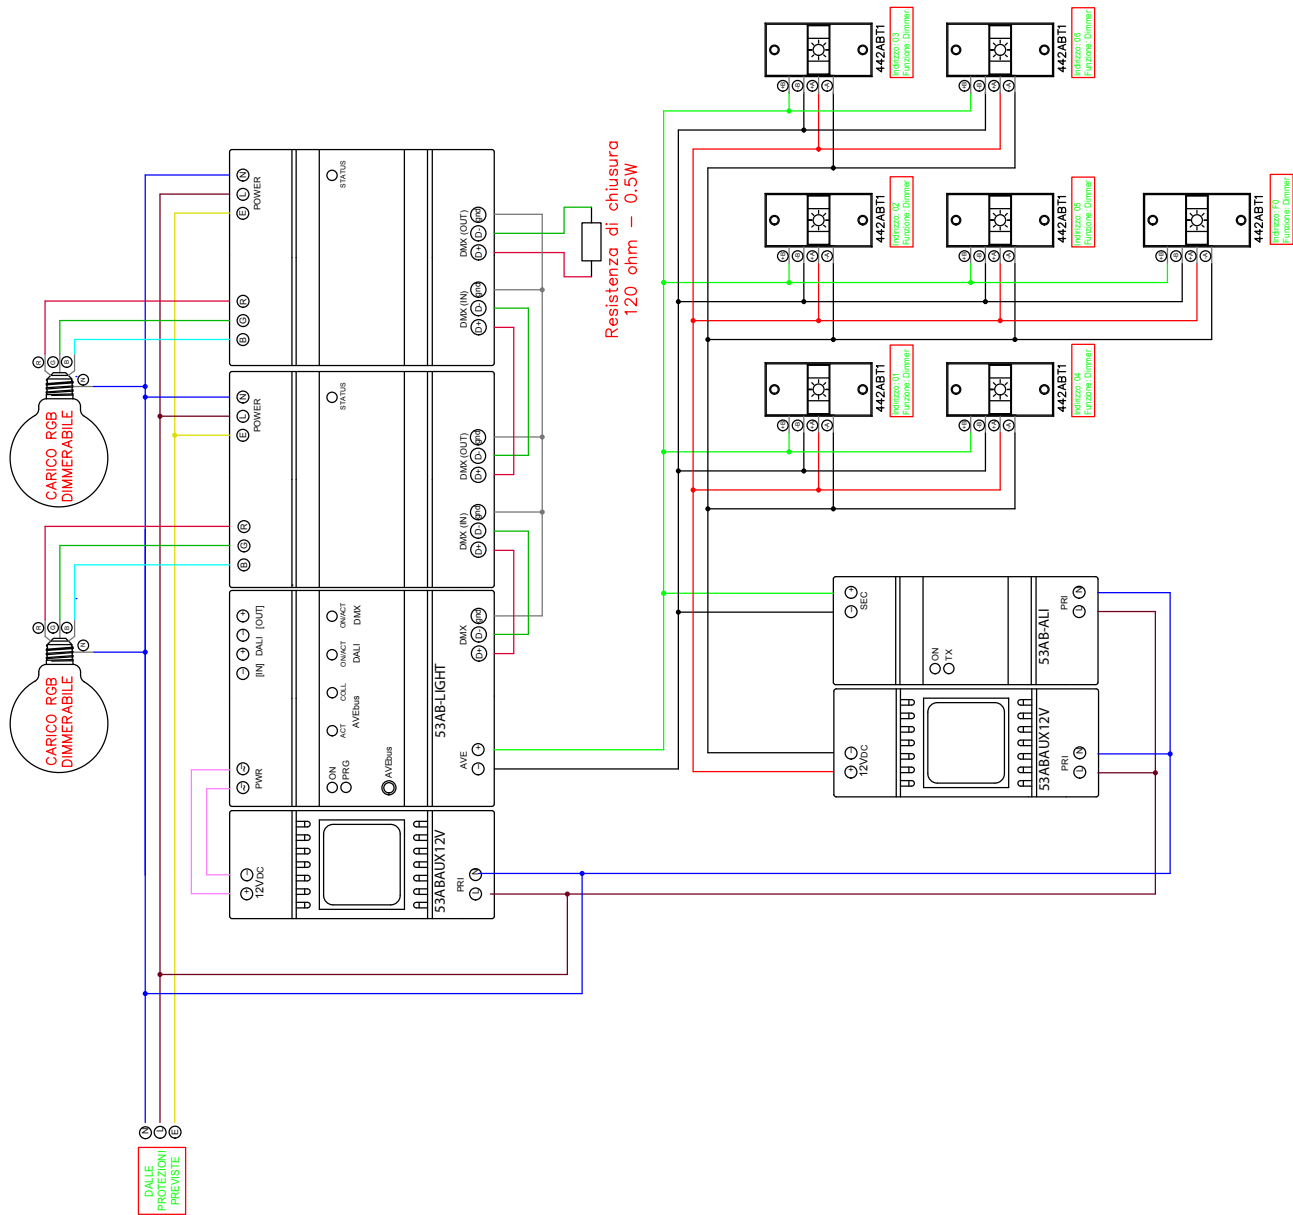 +B
-B
+A
-A
442ABT1
Indirizzo: 03
Funzione: Dimmer
+B
-B
+A
-A
442ABT1
Indirizzo: 06
Funzione: Dimmer
+B
-B
+A
-A
442ABT1
Indirizzo: 02
Funzione: Dimmer
+B
-B
+A
-A
442ABT1
Indirizzo: 05
Funzione: Dimmer
+B
-B
+A
-A
442ABT1
Indirizzo: F0
Funzione: Dimmer
+B
-B
+A
-A
442ABT1
Indirizzo: 01
Funzione: Dimmer
+B
-B
+A
-A
442ABT1
Indirizzo: 04
Funzione: Dimmer
Resistenza di chiusura
120 ohm - 0.5W
N
L
E
POWER
STATUS
R
G
B
DMX (OUT)
gnd
D-
D+
DMX (IN)
gnd
D-
D+
R
G
B
N
CARICO RGB
DIMMERABILE
N
L
E
POWER
STATUS
R
G
B
DMX (OUT)
gnd
D-
D+
DMX (IN)
gnd
D-
D+
R
G
B
N
CARICO RGB
DIMMERABILE
+
-
+
-
[IN] DALI [OUT]
ON/ACT
DMX
ON/ACT
DALI
COLL
ACT
AVEbus
ON
PRG
AVEbus
PWR
DMX
gnd
D-
D+
53AB-LIGHT
AVE
+
-
-
+
12VDC
53ABAUX12V
PRI
N
L
+
-
SEC
ON
TX
53AB-ALI
PRI
N
L
-
+
12VDC
53ABAUX12V
PRI
N
L
N
L
E
DALLE
PROTEZIONI
PREVISTE